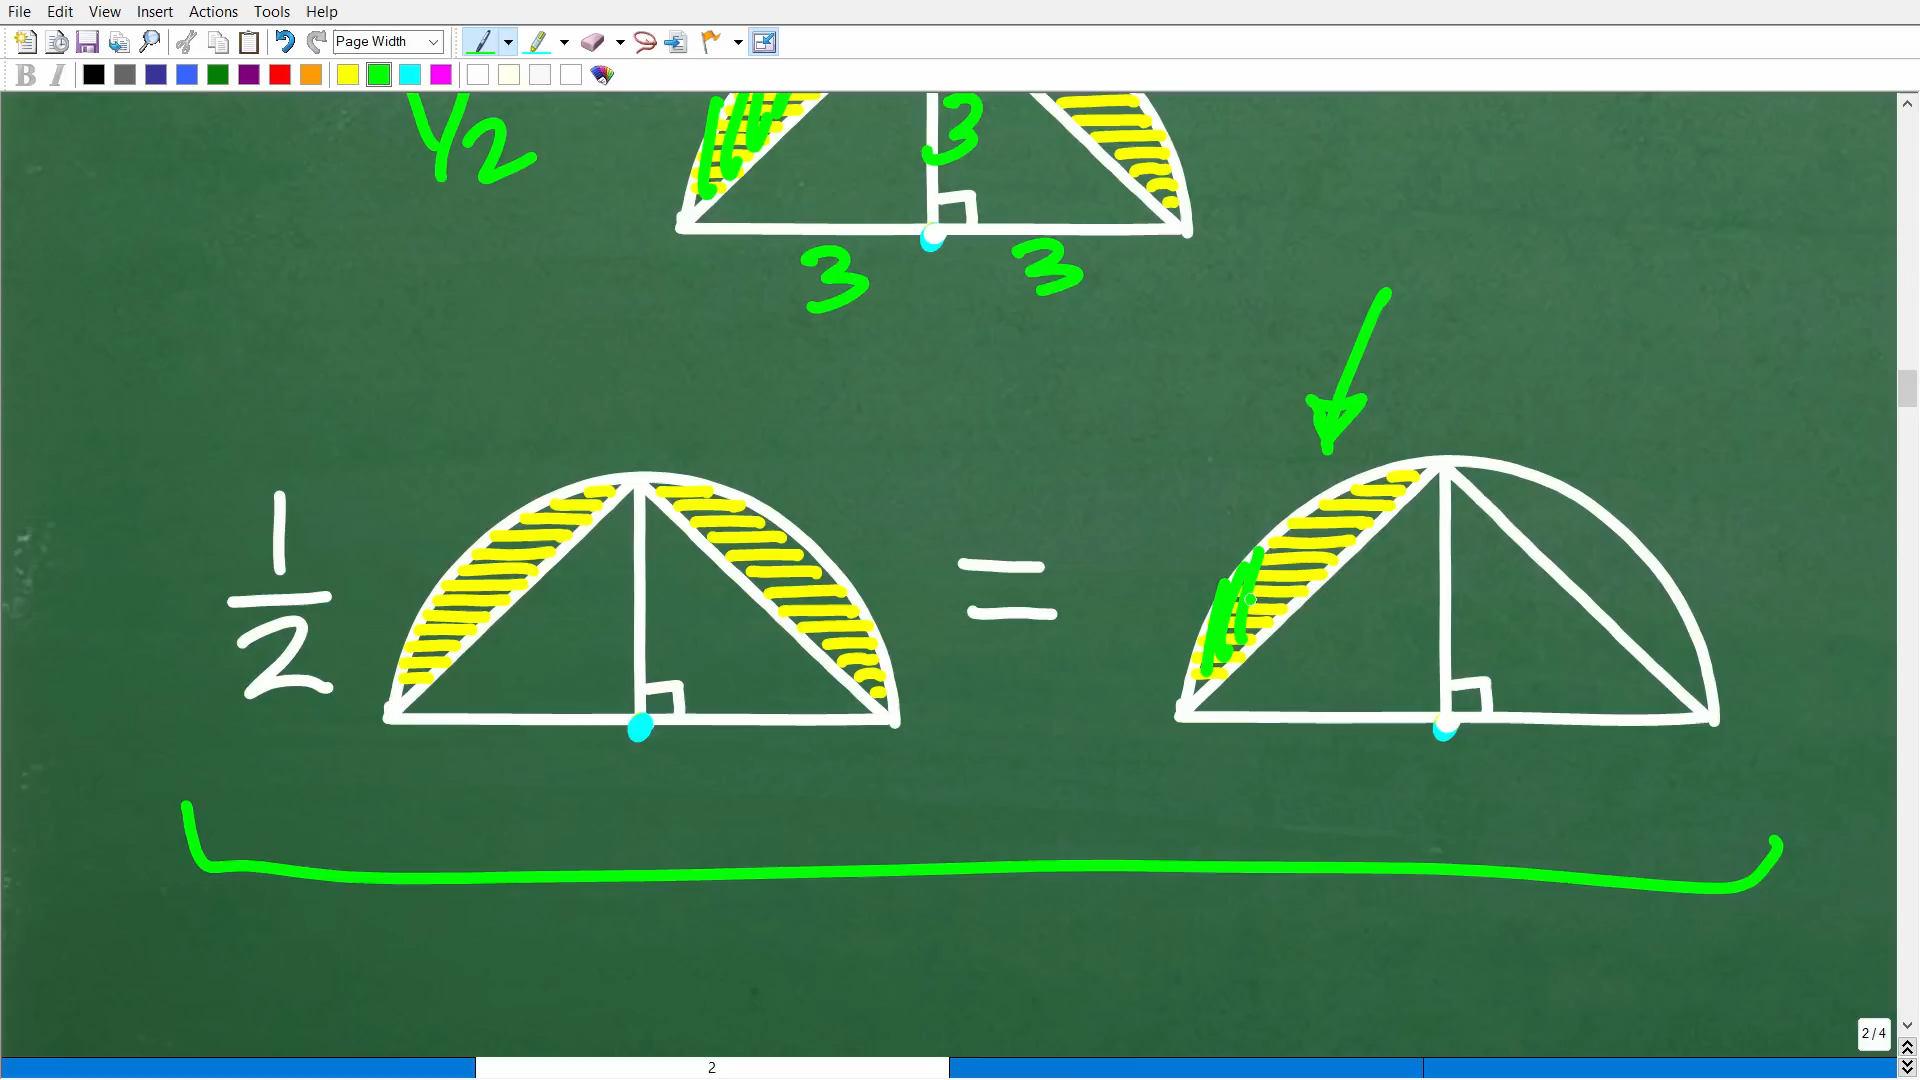 File Edit View Insert Actions Tools Help
Page Width
B I
1/2
3
3 3
1
2
=
2 / 4
2